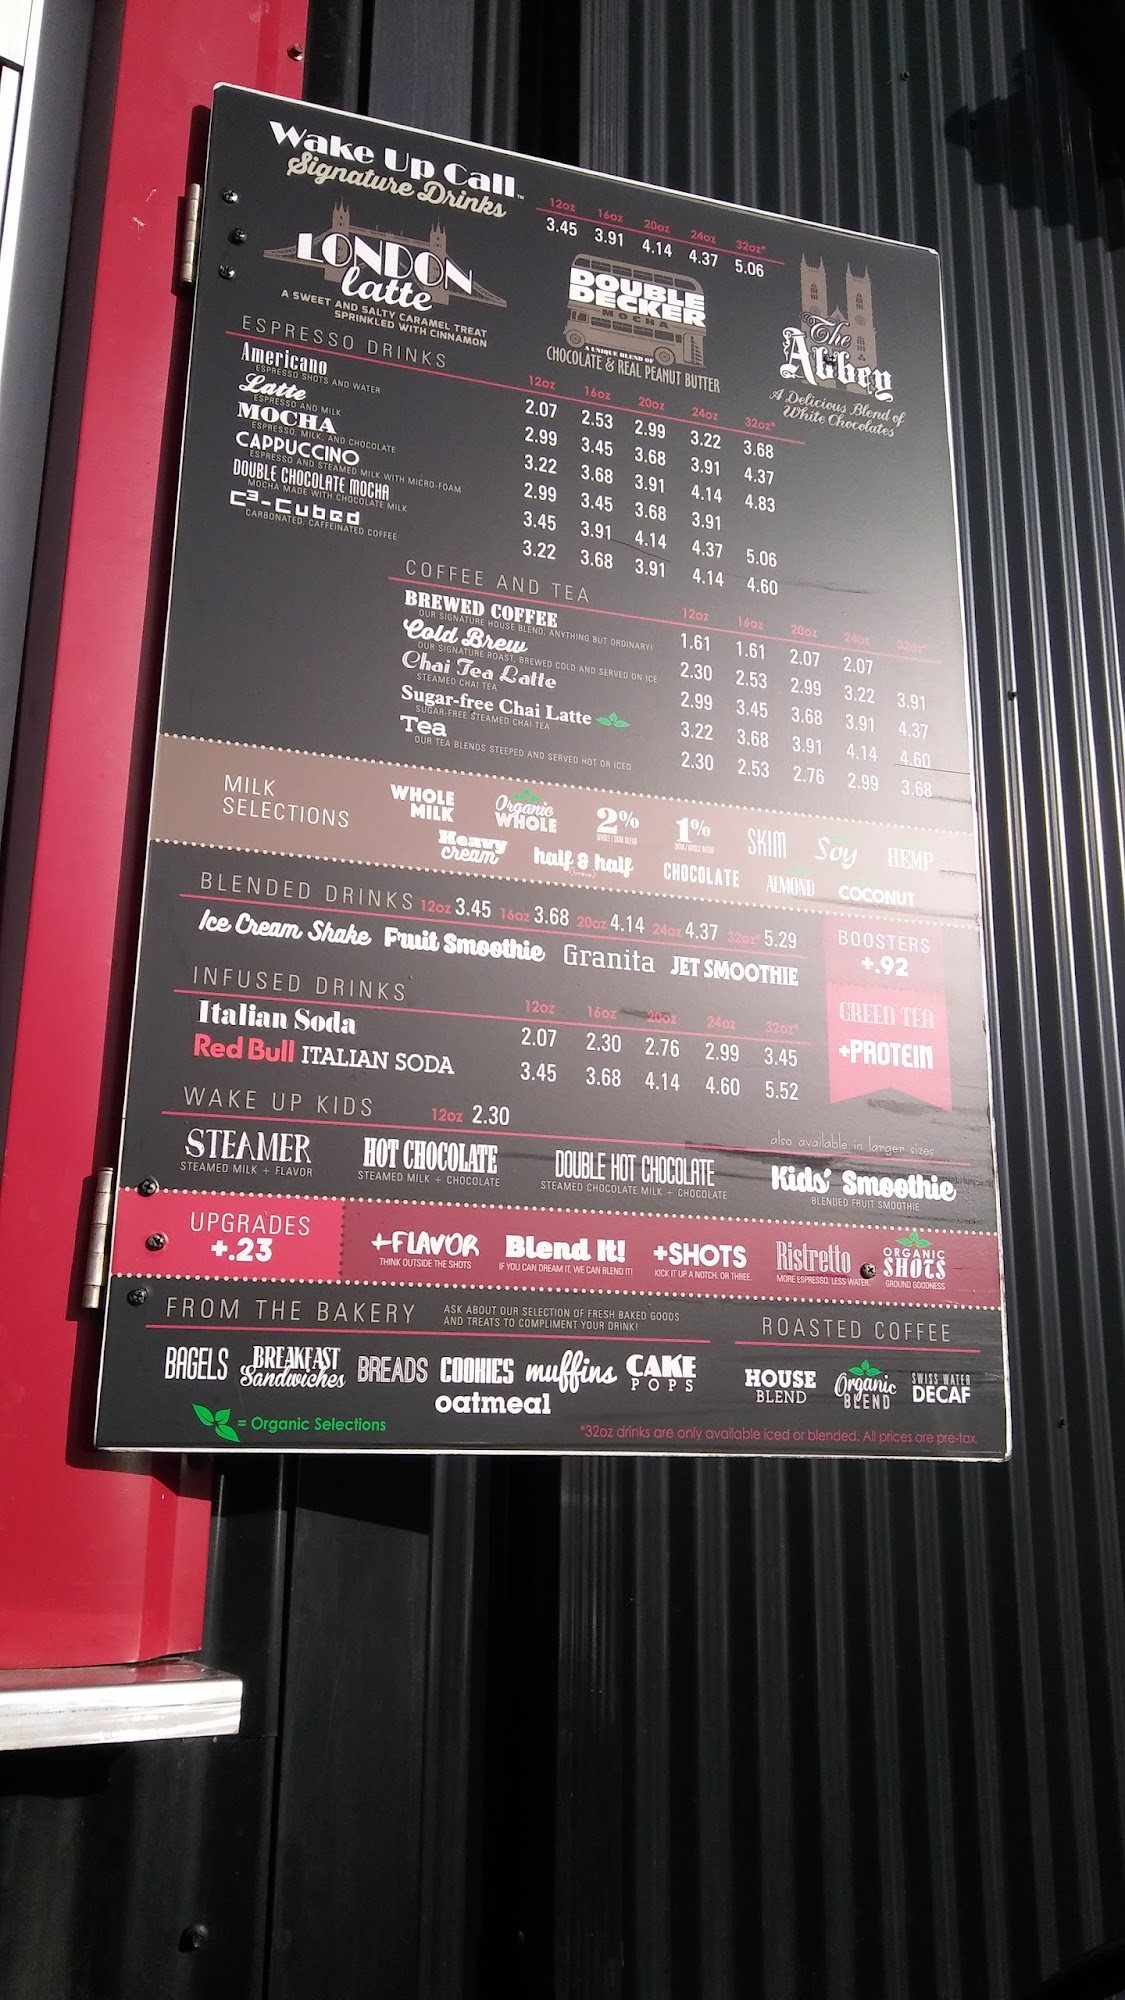 Wake Up Call™
Signature Drinks
12oz 16oz 20oz 24oz 32oz*
3.45 3.91 4.14 4.37 5.06
LONDON
latte
A SWEET AND SALTY CARAMEL TREAT
SPRINKLED WITH CINNAMON
DOUBLE
DECKER
MOCHA
A UNIQUE BLEND OF
CHOCOLATE & REAL PEANUT BUTTER
The
Abbey
A Delicious Blend of
White Chocolates
ESPRESSO DRINKS
12oz 16oz 20oz 24oz 32oz*
Americano 2.07 2.53 2.99 3.22 3.68
ESPRESSO SHOTS AND WATER
Latte 2.99 3.45 3.68 3.91 4.37
ESPRESSO AND MILK
MOCHA 3.22 3.68 3.91 4.14 4.83
ESPRESSO, MILK, AND CHOCOLATE
CAPPUCCINO 2.99 3.45 3.68 3.91
ESPRESSO AND STEAMED MILK WITH MICRO-FOAM
DOUBLE CHOCOLATE MOCHA 3.45 3.91 4.14 4.37 5.06
MOCHA MADE WITH CHOCOLATE MILK
C³-Cubed 3.22 3.68 3.91 4.14 4.60
CARBONATED, CAFFEINATED COFFEE
COFFEE AND TEA
12oz 16oz 20oz 24oz 32oz*
BREWED COFFEE 1.61 1.61 2.07 2.07
OUR SIGNATURE HOUSE BLEND, ANYTHING BUT ORDINARY!
Cold Brew 2.30 2.53 2.99 3.22 3.91
OUR SIGNATURE ROAST, BREWED COLD AND SERVED ON ICE
Chai Tea Latte 2.99 3.45 3.68 3.91 4.37
STEAMED CHAI TEA
Sugar-free Chai Latte 3.22 3.68 3.91 4.14 4.60
SUGAR-FREE STEAMED CHAI TEA
Tea 2.30 2.53 2.76 2.99 3.68
OUR TEA BLENDS STEEPED AND SERVED HOT OR ICED
MILK
SELECTIONS
WHOLE
MILK
Organic
WHOLE
2%
1%
SKIM
Soy
HEMP
Heavy
cream
half & half
(breve)
CHOCOLATE
ALMOND
COCONUT
BLENDED DRINKS 12oz 3.45 16oz 3.68 20oz 4.14 24oz 4.37 32oz* 5.29
Ice Cream Shake Fruit Smoothie Granita JET SMOOTHIE
BOOSTERS
+.92
GREEN TEA
+PROTEIN
INFUSED DRINKS
12oz 16oz 20oz 24oz 32oz*
Italian Soda 2.07 2.30 2.76 2.99 3.45
Red Bull ITALIAN SODA 3.45 3.68 4.14 4.60 5.52
WAKE UP KIDS 12oz 2.30
also available in larger sizes
STEAMER
STEAMED MILK + FLAVOR
HOT CHOCOLATE
STEAMED MILK + CHOCOLATE
DOUBLE HOT CHOCOLATE
STEAMED CHOCOLATE MILK + CHOCOLATE
Kids' Smoothie
BLENDED FRUIT SMOOTHIE
UPGRADES
+.23
+FLAVOR
THINK OUTSIDE THE SHOTS
Blend It!
IF YOU CAN DREAM IT, WE CAN BLEND IT!
+SHOTS
KICK IT UP A NOTCH. OR THREE.
Ristretto
MORE ESPRESSO. LESS WATER.
ORGANIC
SHOTS
GROUND GOODNESS
FROM THE BAKERY
ASK ABOUT OUR SELECTION OF FRESH BAKED GOODS
AND TREATS TO COMPLIMENT YOUR DRINK!
BAGELS
BREAKFAST
Sandwiches
BREADS
COOKIES
muffins
CAKE
POPS
oatmeal
ROASTED COFFEE
HOUSE
BLEND
Organic
BLEND
SWISS WATER
DECAF
= Organic Selections
*32oz drinks are only available iced or blended. All prices are pre-tax.